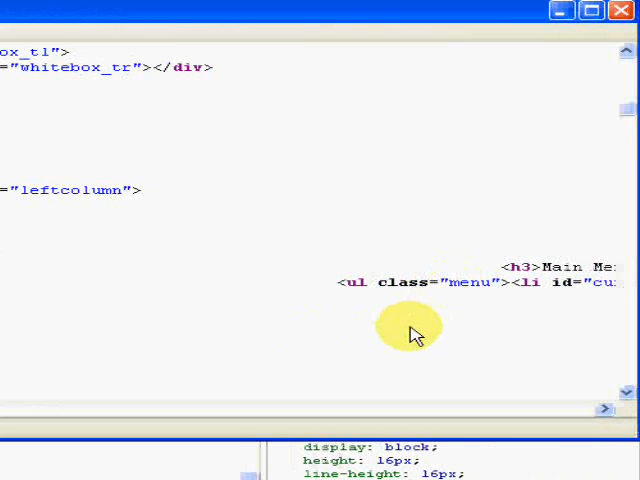 ox_tl">
="whitebox_tr"></div>
="leftcolumn">
<h3>Main Me
<ul class="menu"><li id="cu
display: block;
height: 16px;
line-height: 16px;